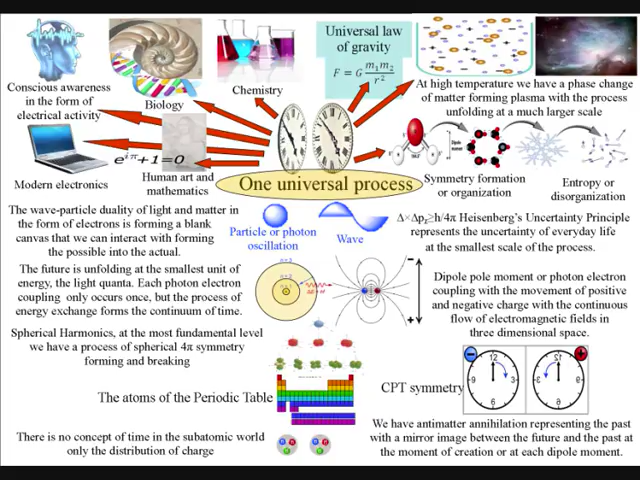 Universal law
of gravity
F = G m₁m₂
r²
Conscious awareness
in the form of
electrical activity
Biology
Chemistry
At high temperature we have a phase change
of matter forming plasma with the process
unfolding at a much larger scale
Modern electronics
e^{iπ}+1=0
Human art and
mathematics
One universal process
Symmetry formation
or organization
Entropy or
disorganization
The wave-particle duality of light and matter in
the form of electrons is forming a blank
canvas that we can interact with forming
the possible into the actual.
Particle or photon
oscillation
Wave
Δ×Δpₓ≥h/4π Heisenberg's Uncertainty Principle
represents the uncertainty of everyday life
at the smallest scale of the process.
The future is unfolding at the smallest unit of
energy, the light quanta. Each photon electron
coupling only occurs once, but the process of
energy exchange forms the continuum of time.
−
+
Dipole pole moment or photon electron
coupling with the movement of positive
and negative charge with the continuous
flow of electromagnetic fields in
three dimensional space.
Spherical Harmonics, at the most fundamental level
we have a process of spherical 4π symmetry
forming and breaking
The atoms of the Periodic Table
CPT symmetry
−
+
12
3
6
9
12
3
6
9
There is no concept of time in the subatomic world
only the distribution of charge
We have antimatter annihilation representing the past
with a mirror image between the future and the past at
the moment of creation or at each dipole moment.